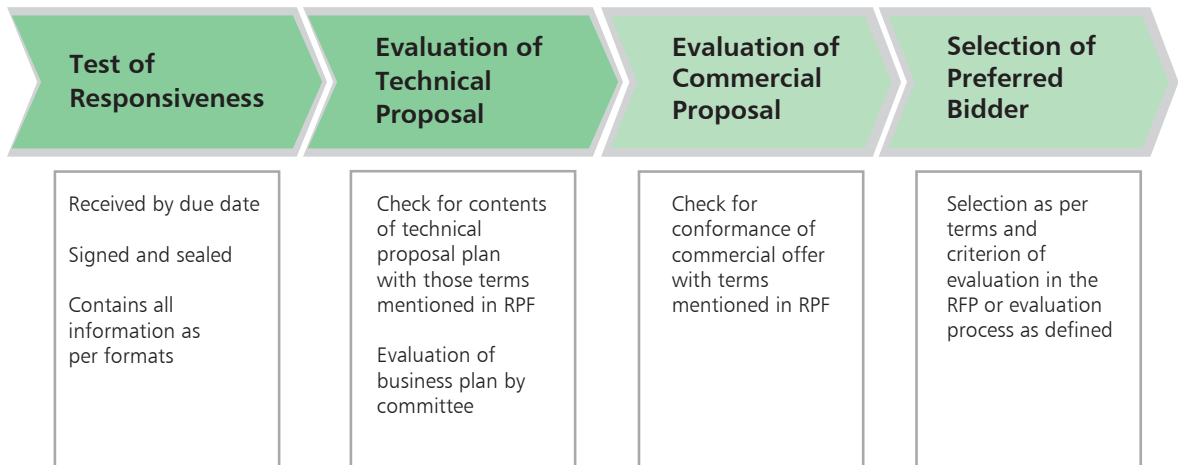 Test of
Responsiveness
Evaluation of
Technical
Proposal
Evaluation of
Commercial
Proposal
Selection of
Preferred
Bidder
Received by due date
Signed and sealed
Contains all
information as
per formats
Check for contents
of technical
proposal plan
with those terms
mentioned in RPF
Evaluation of
business plan by
committee
Check for
conformance of
commercial offer
with terms
mentioned in RPF
Selection as per
terms and
criterion of
evaluation in the
RFP or evaluation
process as defined